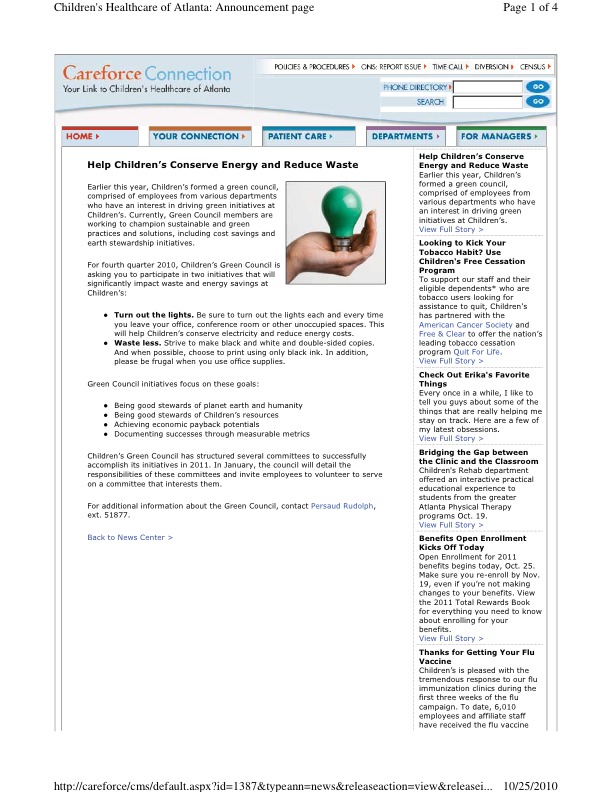 Children's Healthcare of Atlanta: Announcement page
Page 1 of 4
Careforce Connection
Your Link to Children's Healthcare of Atlanta
POLICIES & PROCEDURES
ONS: REPORT ISSUE
TIME CALL
DIVERSION
CENSUS
PHONE DIRECTORY
GO
SEARCH
GO
HOME
YOUR CONNECTION
PATIENT CARE
DEPARTMENTS
FOR MANAGERS
Help Children's Conserve Energy and Reduce Waste
Earlier this year, Children's formed a green council,
comprised of employees from various departments
who have an interest in driving green initiatives at
Children's. Currently, Green Council members are
working to champion sustainable and green
practices and solutions, including cost savings and
earth stewardship initiatives.
For fourth quarter 2010, Children's Green Council is
asking you to participate in two initiatives that will
significantly impact waste and energy savings at
Children's:
● Turn out the lights. Be sure to turn out the lights each and every time
you leave your office, conference room or other unoccupied spaces. This
will help Children's conserve electricity and reduce energy costs.
● Waste less. Strive to make black and white and double-sided copies.
And when possible, choose to print using only black ink. In addition,
please be frugal when you use office supplies.
Green Council initiatives focus on these goals:
● Being good stewards of planet earth and humanity
● Being good stewards of Children's resources
● Achieving economic payback potentials
● Documenting successes through measurable metrics
Children's Green Council has structured several committees to successfully
accomplish its initiatives in 2011. In January, the council will detail the
responsibilities of these committees and invite employees to volunteer to serve
on a committee that interests them.
For additional information about the Green Council, contact Persaud Rudolph,
ext. 51877.
Back to News Center >
Help Children's Conserve
Energy and Reduce Waste
Earlier this year, Children's
formed a green council,
comprised of employees from
various departments who have
an interest in driving green
initiatives at Children's.
View Full Story >
Looking to Kick Your
Tobacco Habit? Use
Children's Free Cessation
Program
To support our staff and their
eligible dependents* who are
tobacco users looking for
assistance to quit, Children's
has partnered with the
American Cancer Society and
Free & Clear to offer the nation's
leading tobacco cessation
program Quit For Life.
View Full Story >
Check Out Erika's Favorite
Things
Every once in a while, I like to
tell you guys about some of the
things that are really helping me
stay on track. Here are a few of
my latest obsessions.
View Full Story >
Bridging the Gap between
the Clinic and the Classroom
Children's Rehab department
offered an interactive practical
educational experience to
students from the greater
Atlanta Physical Therapy
programs Oct. 19.
View Full Story >
Benefits Open Enrollment
Kicks Off Today
Open Enrollment for 2011
benefits begins today, Oct. 25.
Make sure you re-enroll by Nov.
19, even if you're not making
changes to your benefits. View
the 2011 Total Rewards Book
for everything you need to know
about enrolling for your
benefits.
View Full Story >
Thanks for Getting Your Flu
Vaccine
Children's is pleased with the
tremendous response to our flu
immunization clinics during the
first three weeks of the flu
campaign. To date, 6,010
employees and affiliate staff
have received the flu vaccine
http://careforce/cms/default.aspx?id=1387&typeann=news&releaseaction=view&releasei...
10/25/2010